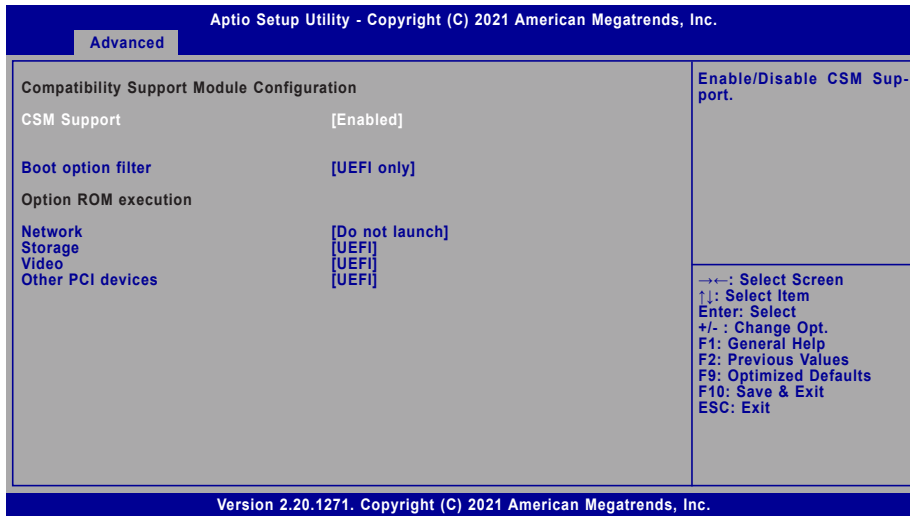 Aptio Setup Utility - Copyright (C) 2021 American Megatrends, Inc.
Advanced
Compatibility Support Module Configuration
CSM Support [Enabled]
Boot option filter [UEFI only]
Option ROM execution
Network [Do not launch]
Storage [UEFI]
Video [UEFI]
Other PCI devices [UEFI]
Enable/Disable CSM Sup-
port.
→←: Select Screen
↑↓: Select Item
Enter: Select
+/- : Change Opt.
F1: General Help
F2: Previous Values
F9: Optimized Defaults
F10: Save & Exit
ESC: Exit
Version 2.20.1271. Copyright (C) 2021 American Megatrends, Inc.